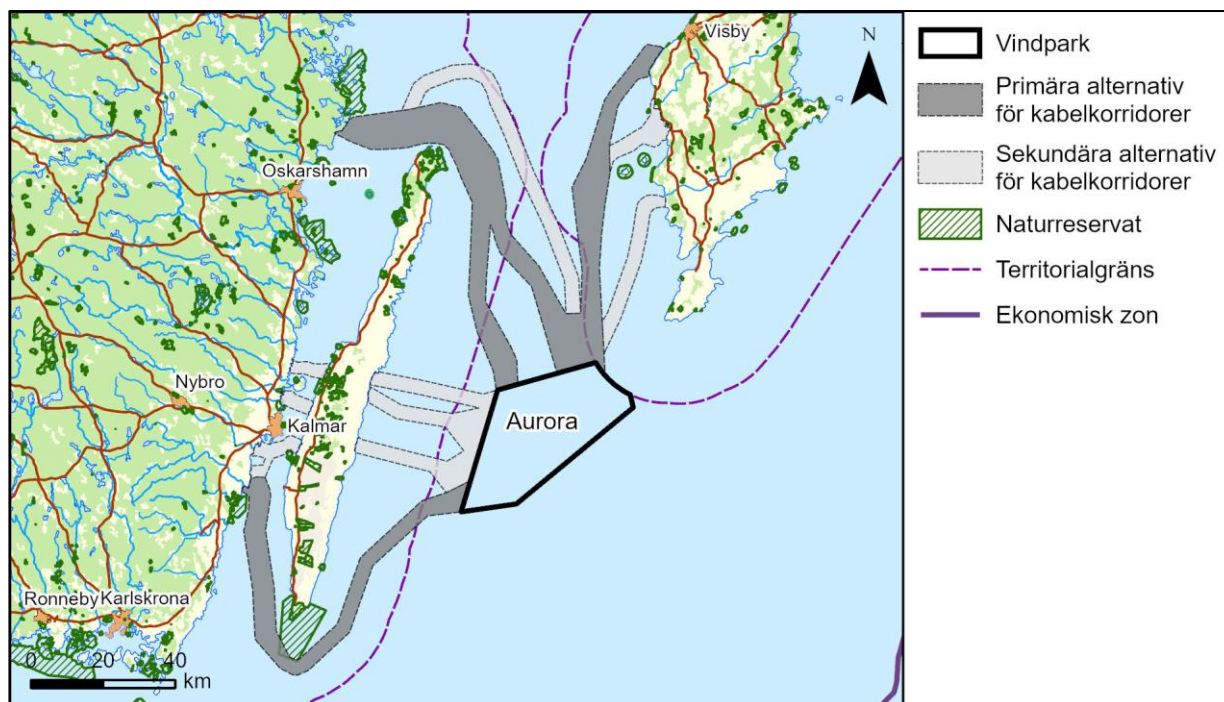 Visby
N
Oskarshamn
Nybro
Kalmar
Aurora
Ronneby
Karlskrona
0 20 40
km
Vindpark
Primära alternativ
för kabelkorridorer
Sekundära alternativ
för kabelkorridorer
Naturreservat
Territorialgräns
Ekonomisk zon